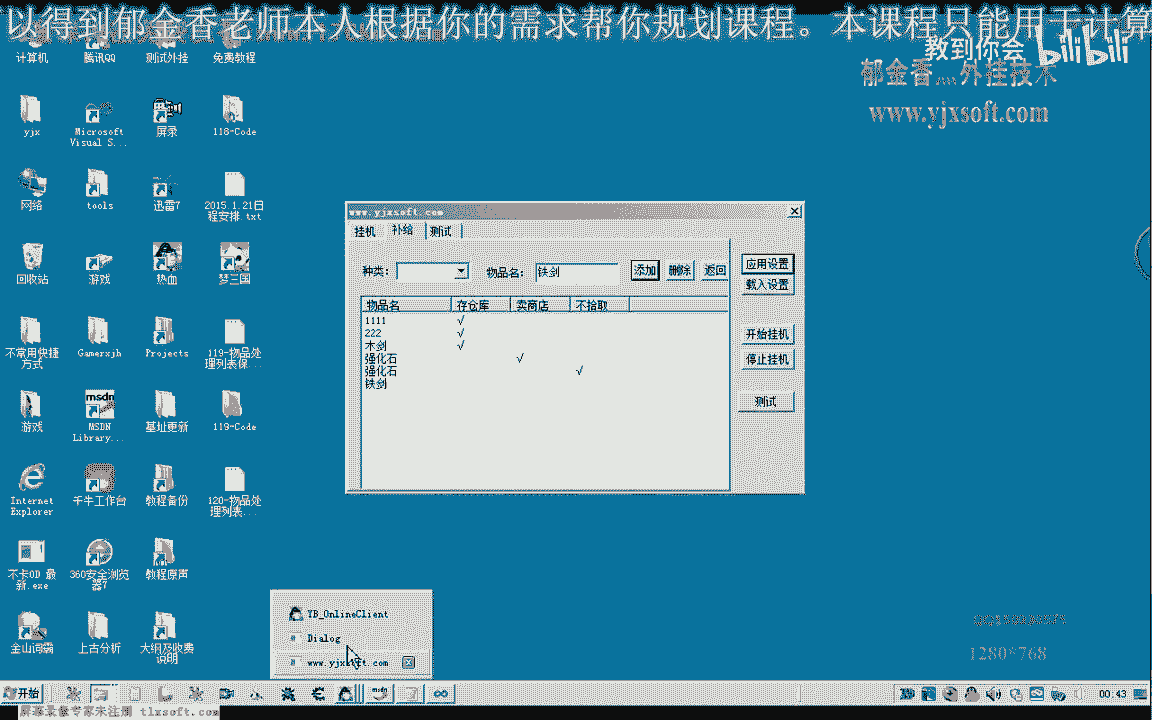 以得到郁金香老师本人根据你的需求帮你规划课程。本课程只能用于计算
教到你会
bilibili
郁金香灬外挂技术
www.yjxsoft.com
计算机
腾讯QQ
测试外挂
免费教程
yjx
Microsoft
Visual S...
屏录
118-Code
网络
tools
迅雷7
2015.1.21日
程安排.txt
回收站
游戏
热血
梦三国
不常用快捷
方式
Gamerxjh
Projects
119-物品处
理列表保...
游戏
MSDN
Library...
基址更新
119-Code
Internet
Explorer
千牛工作台
教程备份
120-物品处
理列表...
不卡OD 最
新.exe
360安全浏览
器7
教程原声
金山词霸
上古分析
大纲及收费
说明
www.yjxsoft.com
挂机
补给
测试
种类:
物品名:
铁剑
添加
删除
返回
应用设置
载入设置
物品名
存仓库
卖商店
不拾取
1111 √
222 √
木剑 √
强化石 √
强化石 √
铁剑
开始挂机
停止挂机
测试
YB_OnlineClient
Dialog
www.yjxsoft.com
1280*768
开始
msdn
00:43
屏幕录像专家未注册 tlxsoft.com